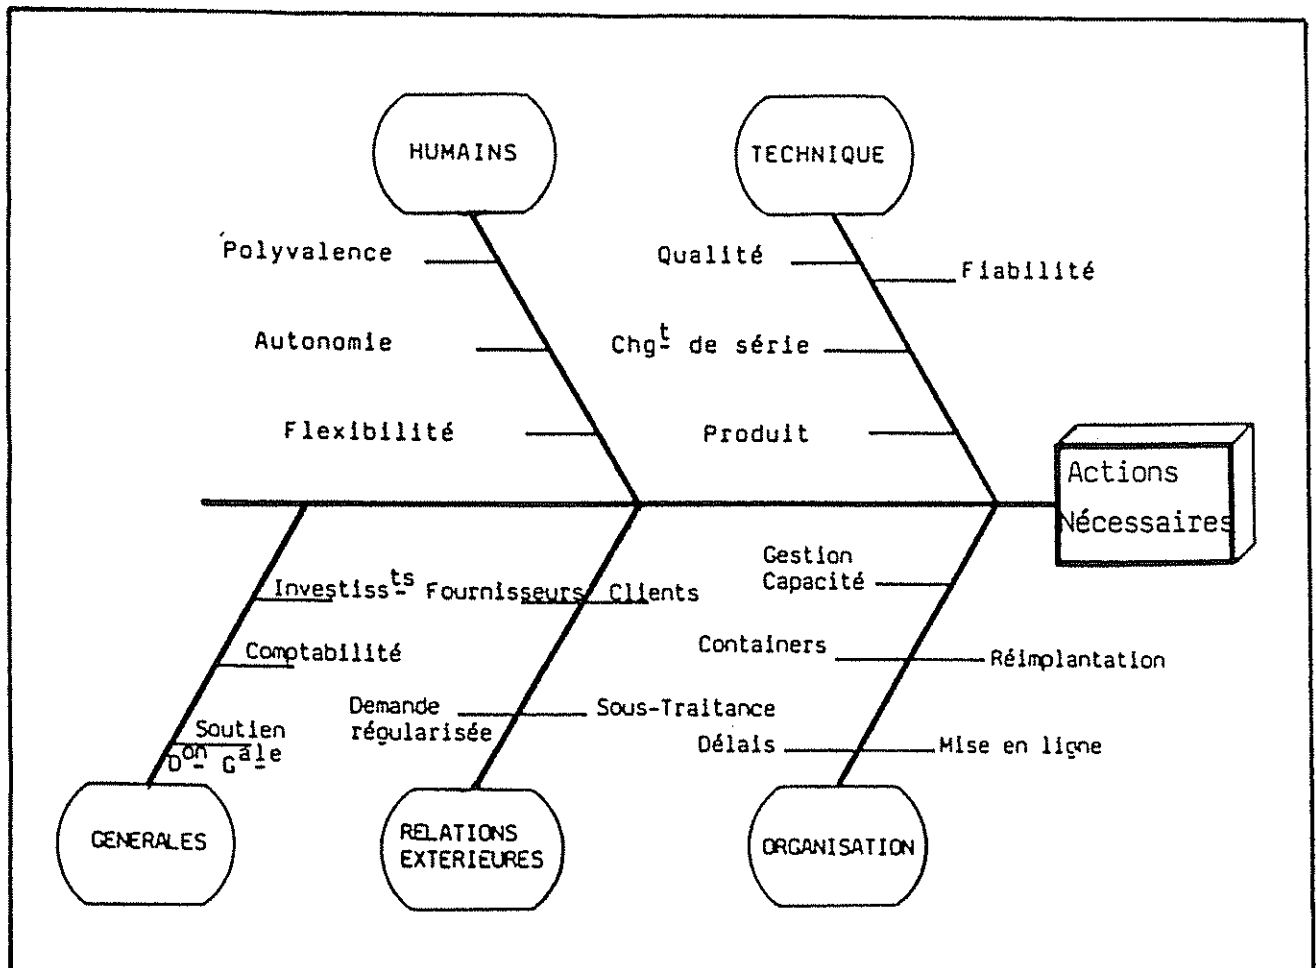 HUMAINS
TECHNIQUE
Polyvalence
Qualité
Fiabilité
Autonomie
Chgt de série
Flexibilité
Produit
Actions
Nécessaires
Gestion
Capacité
Investissts
Fournisseurs
Clients
Comptabilité
Containers
Réimplantation
Demande
régularisée
Sous-Traitance
Soutien
Don Gale
Délais
Mise en ligne
GENERALES
RELATIONS
EXTERIEURES
ORGANISATION